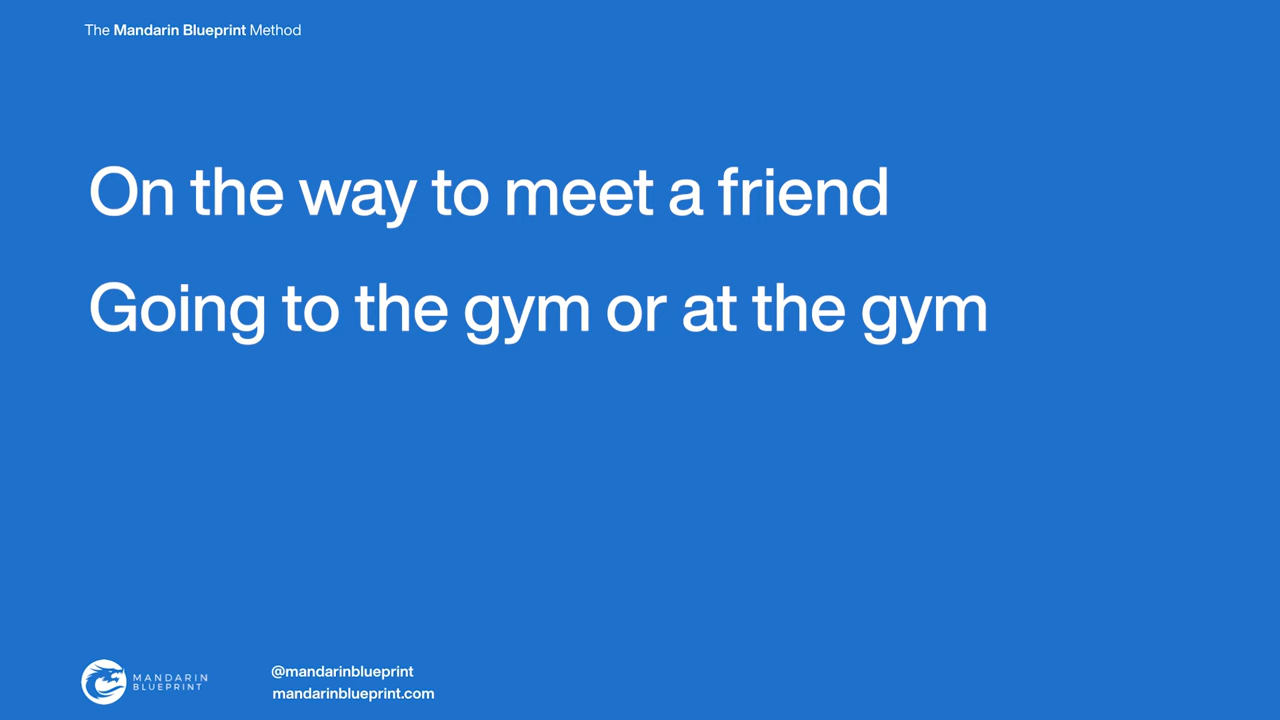 The Mandarin Blueprint Method
On the way to meet a friend
Going to the gym or at the gym
MANDARIN
BLUEPRINT
@mandarinblueprint
mandarinblueprint.com